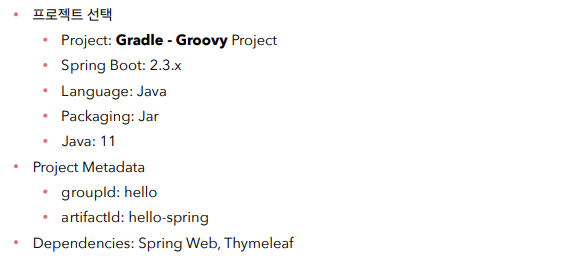 프로젝트 선택
Project: Gradle - Groovy Project
Spring Boot: 2.3.x
Language: Java
Packaging: Jar
Java: 11
Project Metadata
groupId: hello
artifactId: hello-spring
Dependencies: Spring Web, Thymeleaf